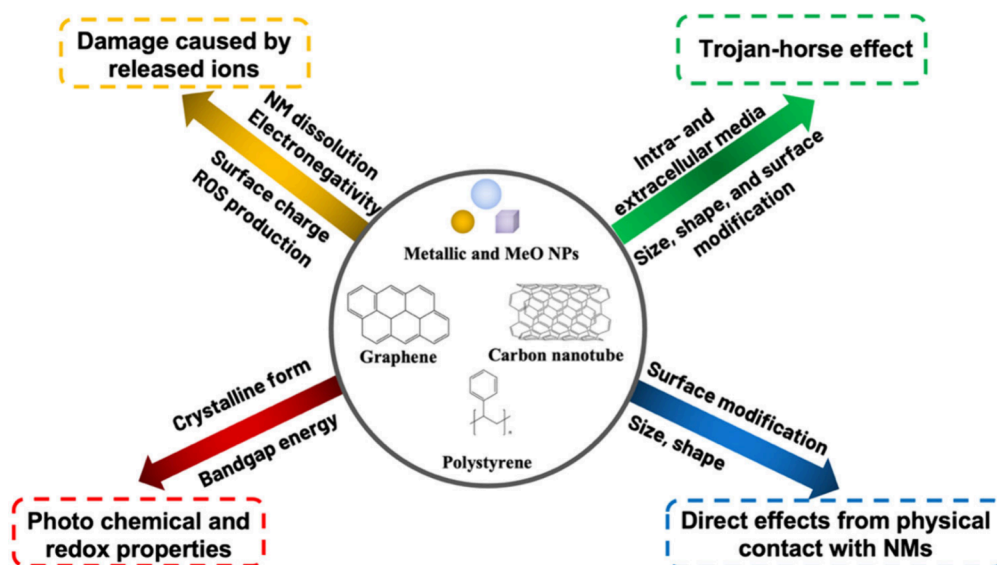 Damage caused by
released ions
Trojan-horse effect
NM dissolution
Electronegativity
Surface charge
ROS production
Intra- and
extracellular media
Size, shape, and surface
modification
Metallic and MeO NPs
Graphene
Carbon nanotube
n
Polystyrene
Crystalline form
Bandgap energy
Surface modification
Size, shape
Photo chemical and
redox properties
Direct effects from physical
contact with NMs